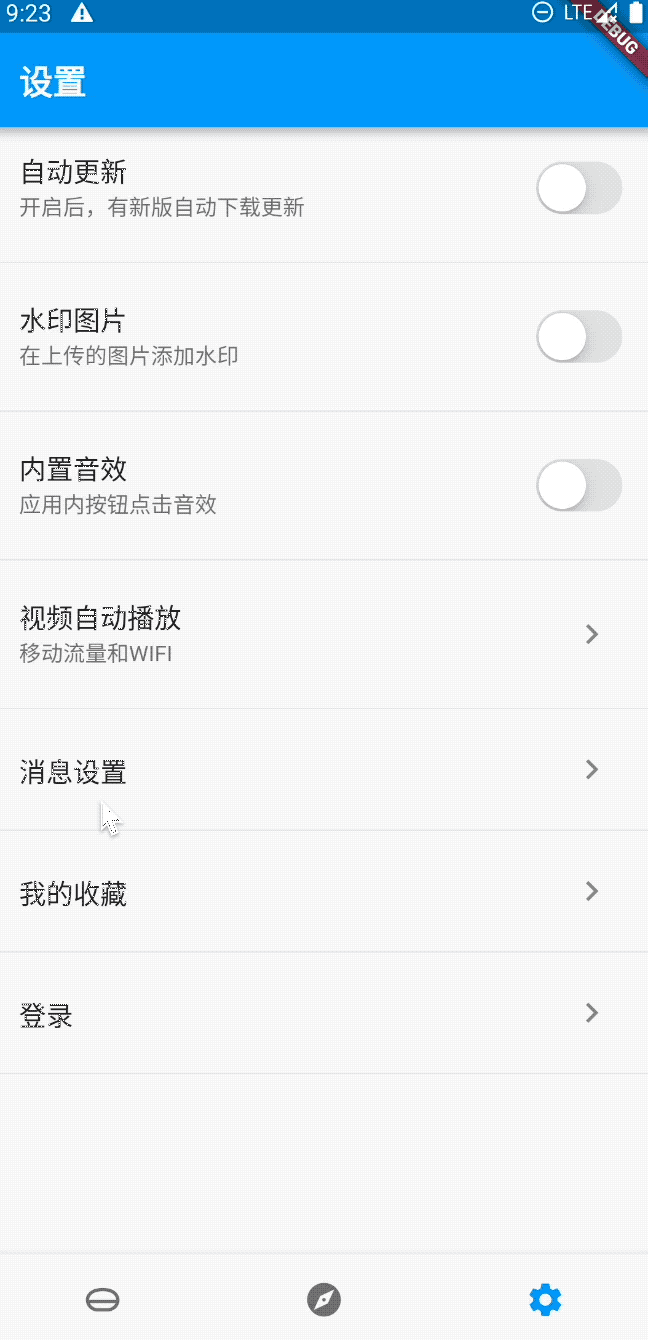 9:23 LTE
DEBUG
设置
自动更新
开启后，有新版自动下载更新
水印图片
在上传的图片添加水印
内置音效
应用内按钮点击音效
视频自动播放
移动流量和WIFI
消息设置
我的收藏
登录